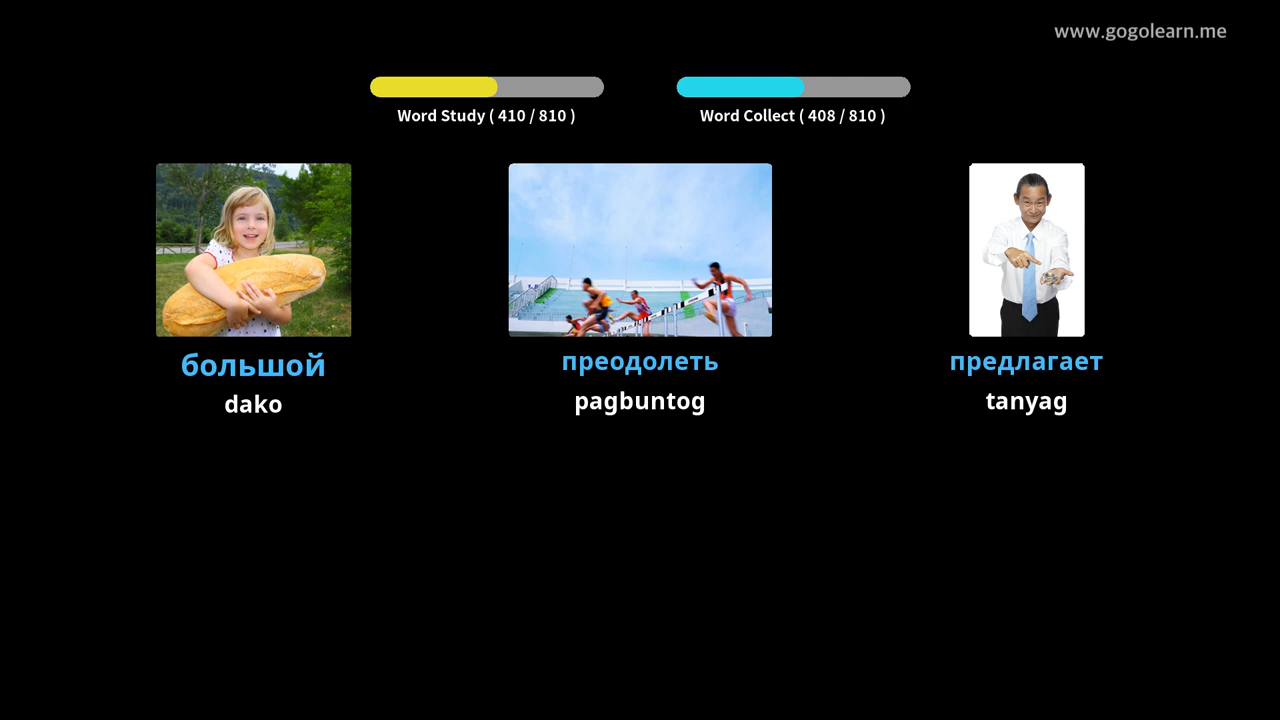 www.gogolearn.me
Word Study ( 410 / 810 )
Word Collect ( 408 / 810 )
большой
преодолеть
предлагает
dako
pagbuntog
tanyag